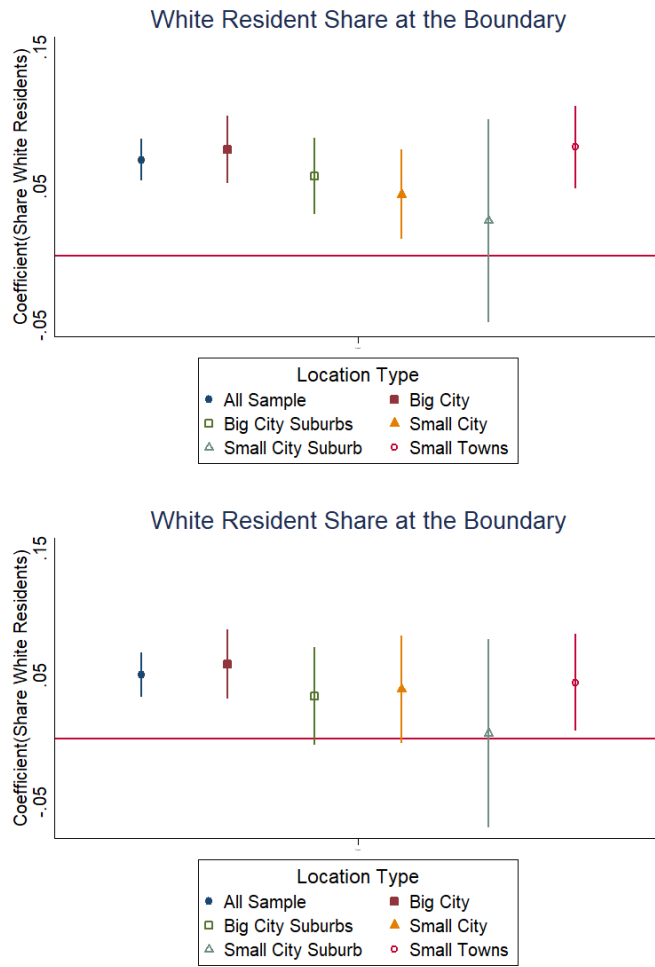 White Resident Share at the Boundary
Coefficient(Share White Residents)
.15
.05
-.05
Location Type
All Sample
Big City
Big City Suburbs
Small City
Small City Suburb
Small Towns
White Resident Share at the Boundary
Coefficient(Share White Residents)
.15
.05
-.05
Location Type
All Sample
Big City
Big City Suburbs
Small City
Small City Suburb
Small Towns